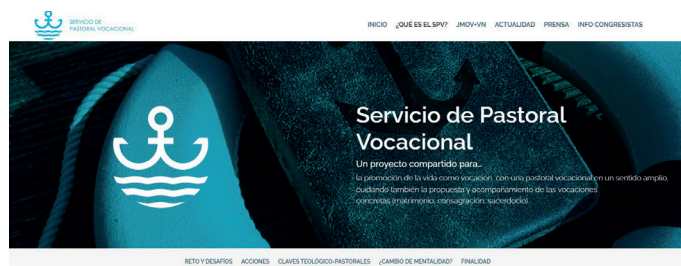 SERVICIO DE
PASTORAL VOCACIONAL
INICIO ¿QUÉ ES EL SPV? JMOV+VN ACTUALIDAD PRENSA INFO CONGRESISTAS
Servicio de Pastoral
Vocacional
Un proyecto compartido para...
la promoción de la vida como vocación, con una pastoral vocacional en un sentido amplio,
cuidando también la propuesta y acompañamiento de las vocaciones
concretas (matrimonio, consagración, sacerdocio).
RETO Y DESAFÍOS ACCIONES CLAVES TEOLÓGICO-PASTORALES ¿CAMBIO DE MENTALIDAD? FINALIDAD